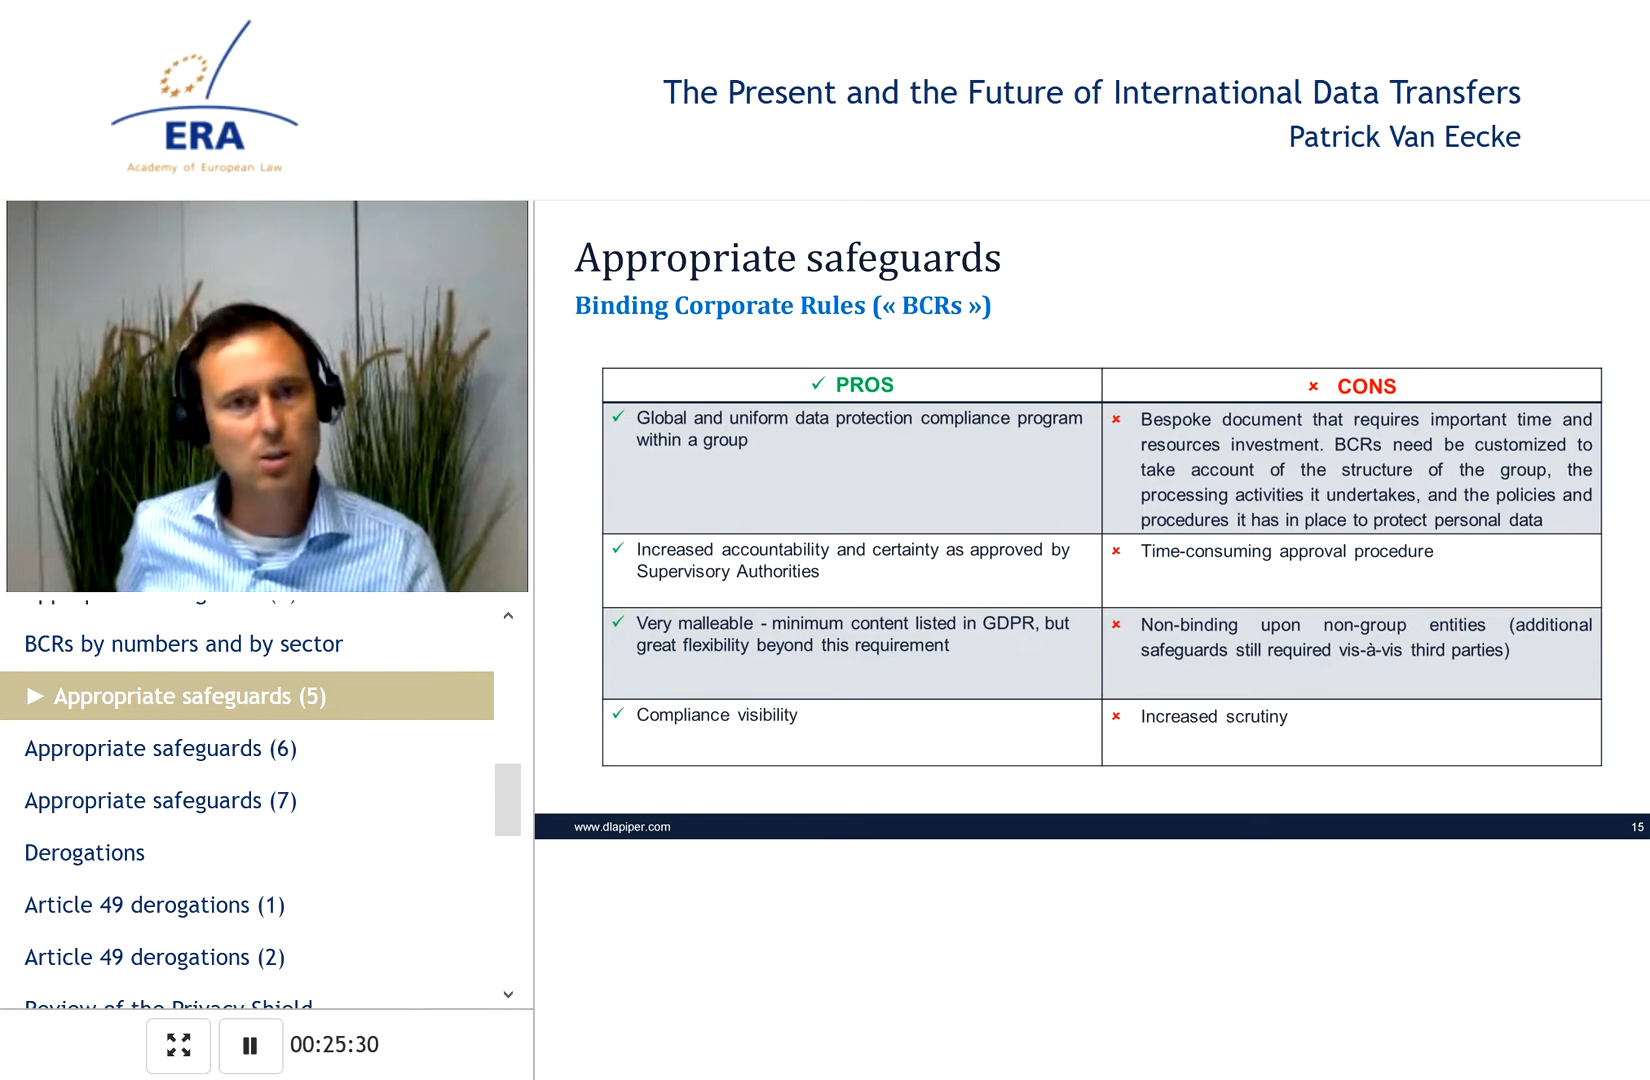 ERA
Academy of European Law
The Present and the Future of International Data Transfers
Patrick Van Eecke
BCRs by numbers and by sector
► Appropriate safeguards (5)
Appropriate safeguards (6)
Appropriate safeguards (7)
Derogations
Article 49 derogations (1)
Article 49 derogations (2)
Review of the Privacy Shield
00:25:30
Appropriate safeguards
Binding Corporate Rules (« BCRs »)
✓ PROS
✓ Global and uniform data protection compliance program
within a group
✓ Increased accountability and certainty as approved by
Supervisory Authorities
✓ Very malleable - minimum content listed in GDPR, but
great flexibility beyond this requirement
✓ Compliance visibility
× CONS
× Bespoke document that requires important time and
resources investment. BCRs need be customized to
take account of the structure of the group, the
processing activities it undertakes, and the policies and
procedures it has in place to protect personal data
× Time-consuming approval procedure
× Non-binding upon non-group entities (additional
safeguards still required vis-à-vis third parties)
× Increased scrutiny
www.dlapiper.com
15